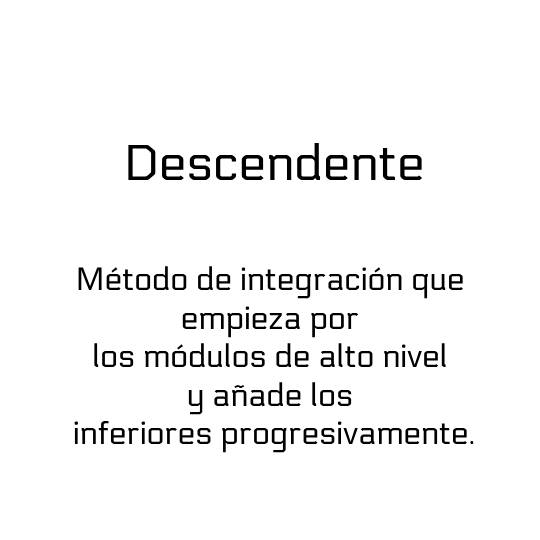 Descendente
Método de integración que
empieza por
los módulos de alto nivel
y añade los
inferiores progresivamente.